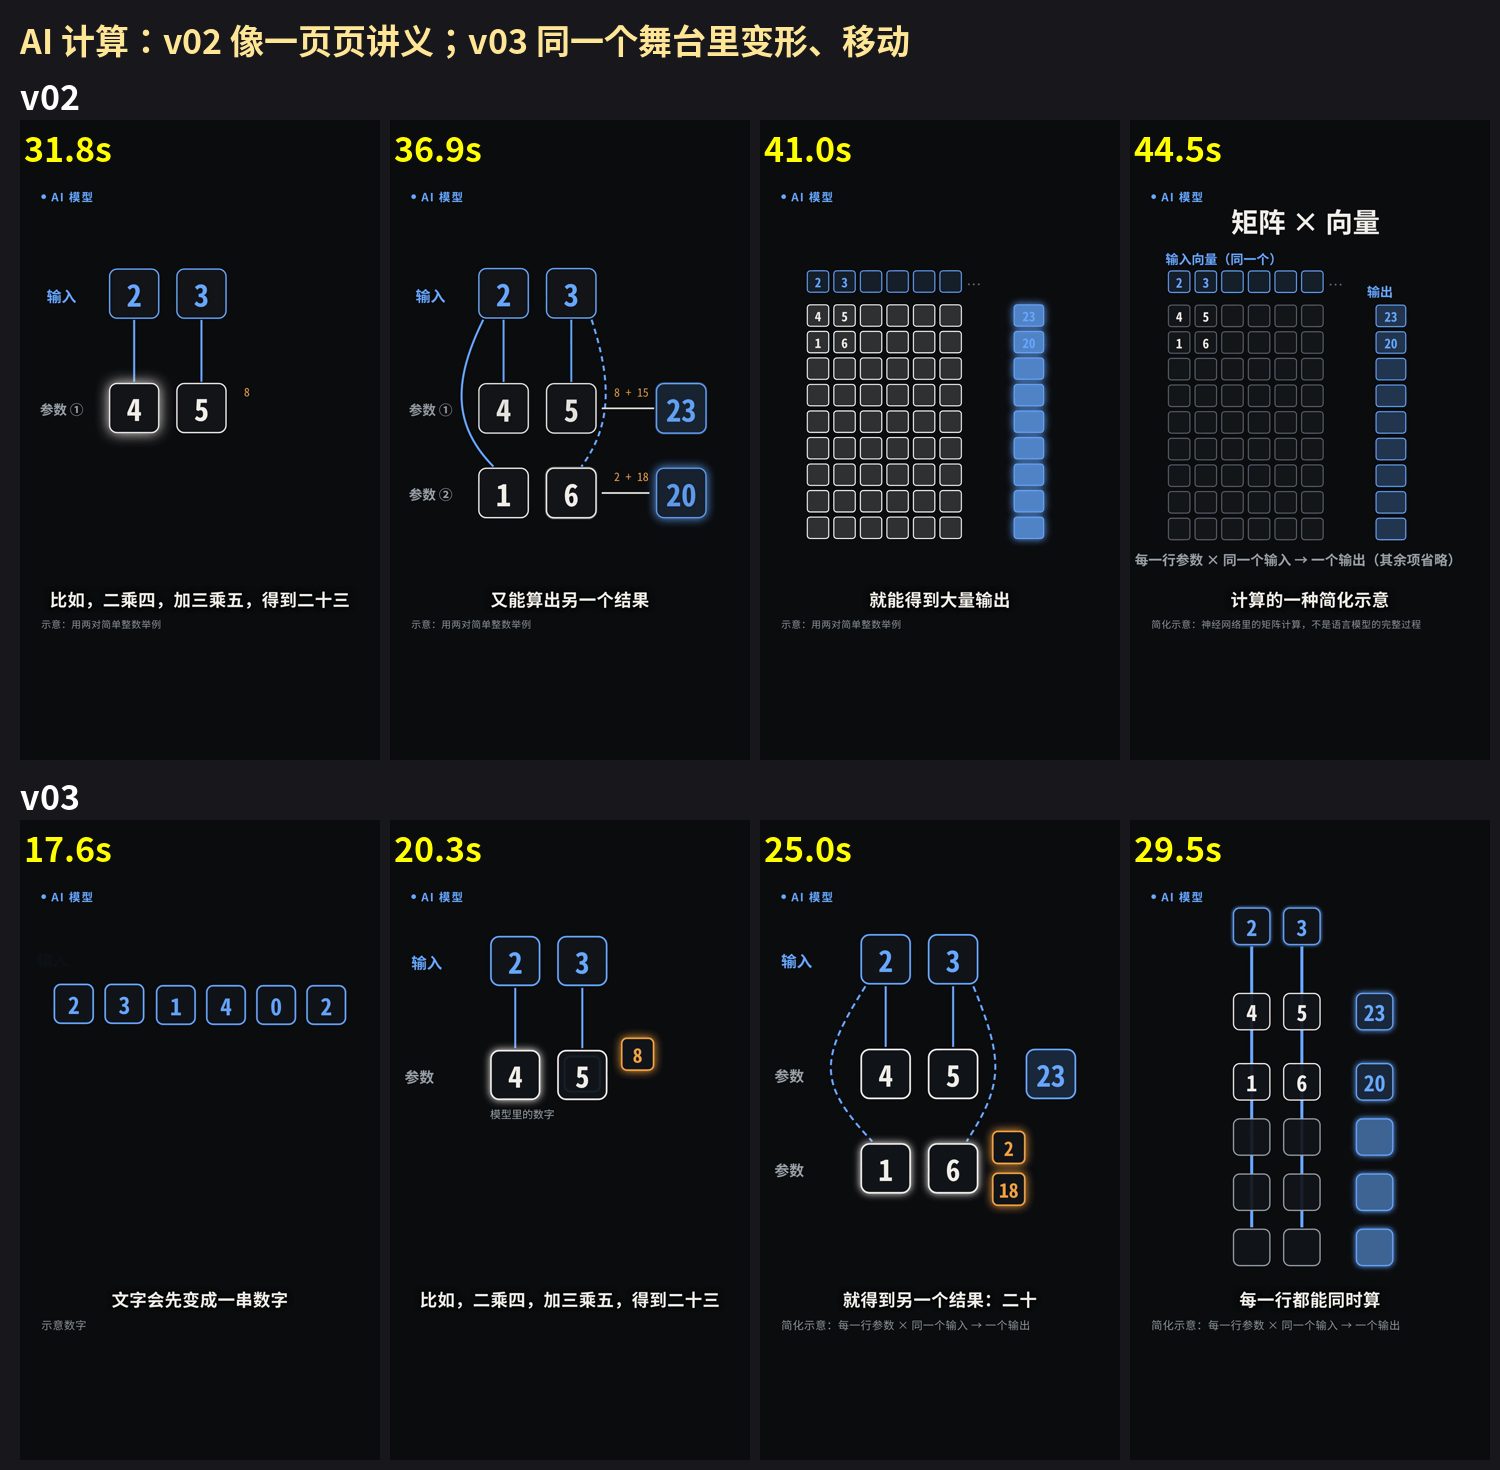 AI 计算：v02 像一页页讲义；v03 同一个舞台里变形、移动
v02
31.8s
• AI 模型
输入 2 3
参数 ① 4 5 8
比如，二乘四，加三乘五，得到二十三
示意：用两对简单整数举例
36.9s
• AI 模型
输入 2 3
8 + 15
参数 ① 4 5 23
2 + 18
参数 ② 1 6 20
又能算出另一个结果
示意：用两对简单整数举例
41.0s
• AI 模型
2 3 ...
4 5 23
1 6 20
就能得到大量输出
示意：用两对简单整数举例
44.5s
• AI 模型
矩阵 × 向量
输入向量（同一个）
2 3 ...
输出
4 5 23
1 6 20
每一行参数 × 同一个输入 → 一个输出（其余项省略）
计算的一种简化示意
简化示意：神经网络里的矩阵计算，不是语言模型的完整过程
v03
17.6s
• AI 模型
输入
2 3 1 4 0 2
文字会先变成一串数字
示意数字
20.3s
• AI 模型
输入 2 3
8
参数 4 5
模型里的数字
比如，二乘四，加三乘五，得到二十三
25.0s
• AI 模型
输入 2 3
参数 4 5 23
2
参数 1 6
18
就得到另一个结果：二十
简化示意：每一行参数 × 同一个输入 → 一个输出
29.5s
• AI 模型
2 3
4 5 23
1 6 20
每一行都能同时算
简化示意：每一行参数 × 同一个输入 → 一个输出